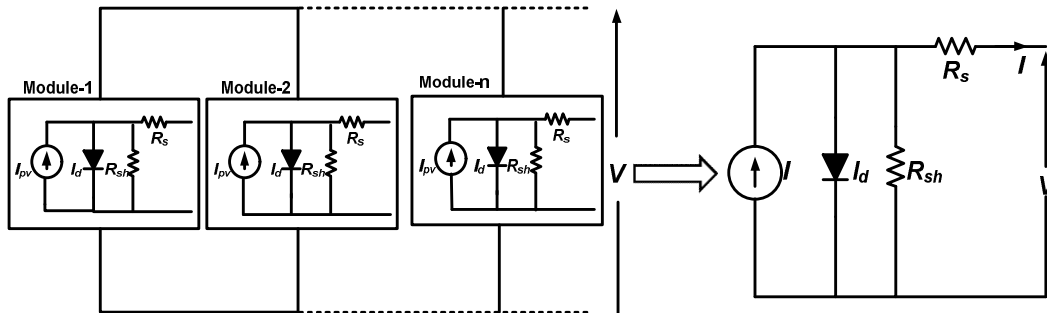 Module-1
Module-2
Module-n
I_pv I_d R_sh R_s
I_pv I_d R_sh R_s
I_pv I_d R_sh R_s
V
I I_d R_sh R_s I
V